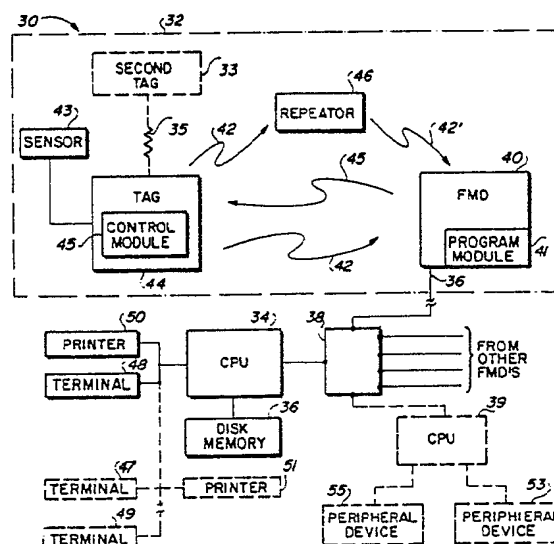 30
32
SECOND
TAG
33
43
SENSOR
35
42
46
REPEATOR
42'
45
40
TAG
CONTROL
MODULE
45
44
42
FMD
PROGRAM
MODULE
41
36
50
PRINTER
48
TERMINAL
34
CPU
38
FROM
OTHER
FMD'S
DISK
MEMORY
36
39
CPU
47
TERMINAL
51
PRINTER
49
TERMINAL
55
PERIPHERAL
DEVICE
53
PERIPHIERAL
DEVICE